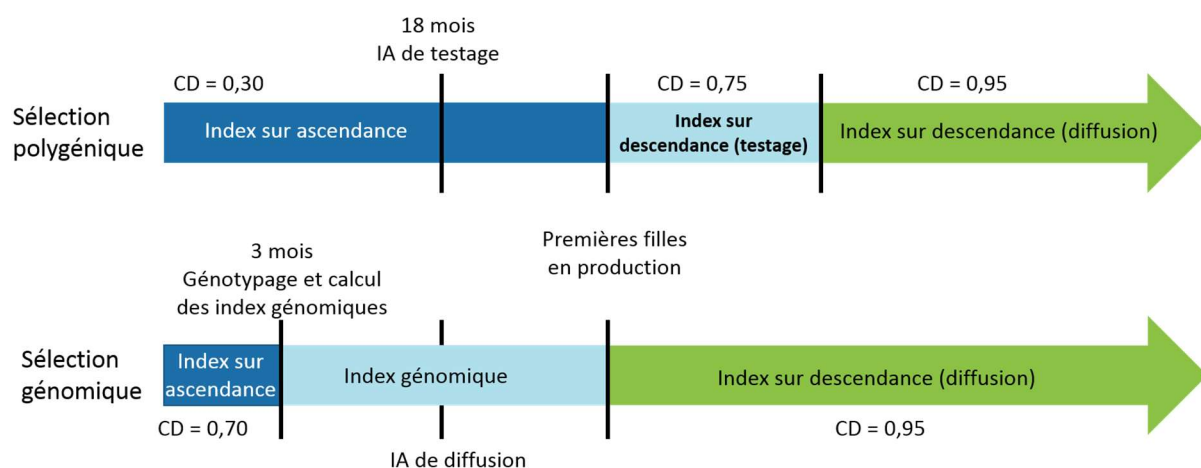 18 mois
IA de testage
CD = 0,30
CD = 0,75
CD = 0,95
Sélection
polygénique
Index sur ascendance
Index sur
descendance (testage)
Index sur descendance (diffusion)
Premières filles
en production
3 mois
Génotypage et calcul
des index génomiques
Sélection
génomique
Index sur
ascendance
Index génomique
Index sur descendance (diffusion)
CD = 0,70
CD = 0,95
IA de diffusion